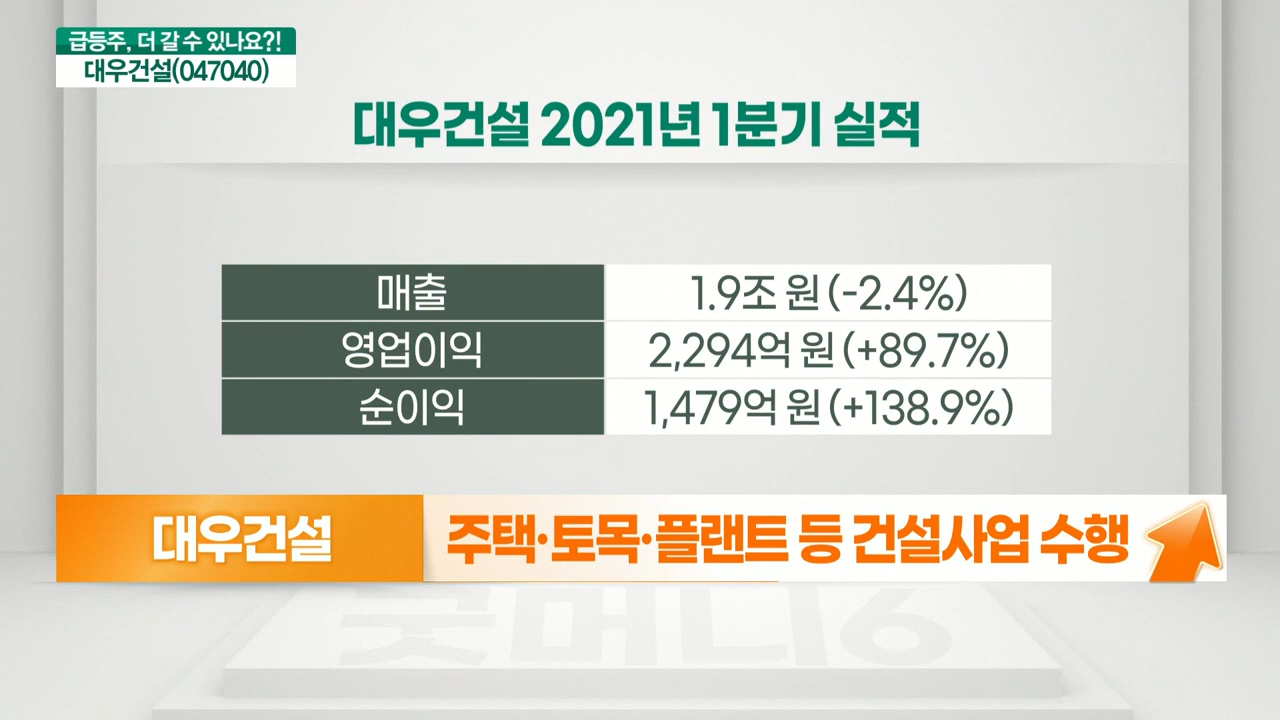 급등주, 더 갈 수 있나요?!
대우건설(047040)
대우건설 2021년 1분기 실적
매출 1.9조 원 (-2.4%)
영업이익 2,294억 원 (+89.7%)
순이익 1,479억 원 (+138.9%)
대우건설 주택·토목·플랜트 등 건설사업 수행
굿머니6